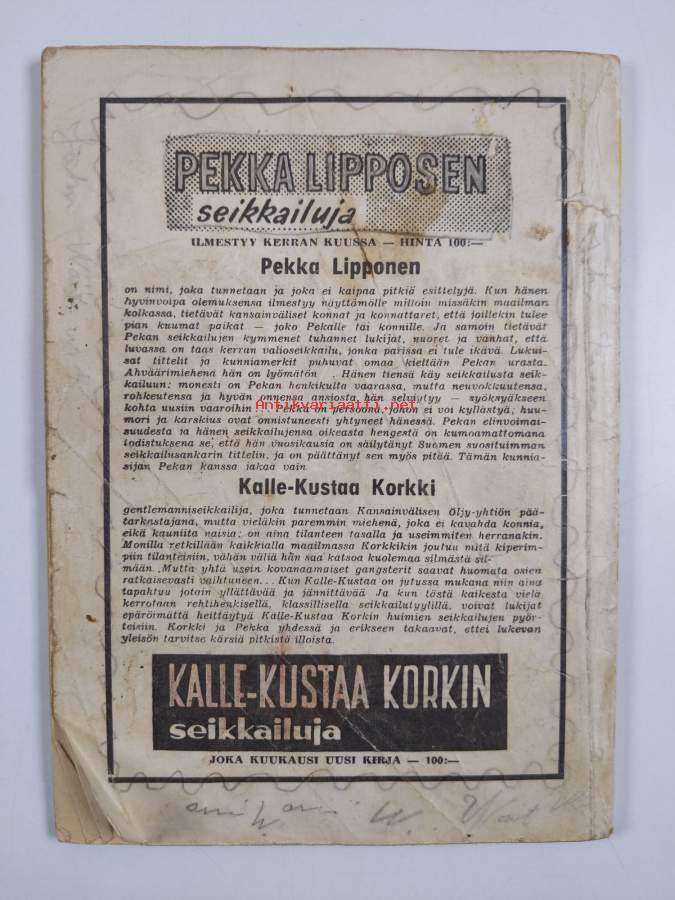 PEKKA LIPPOSEN
seikkailuja
ILMESTYY KERRAN KUUSSA — HINTA 100:—
Pekka Lipponen
on nimi, joka tunnetaan ja joka ei kaipaa pitkiä esittelyjä. Kun hänen
hyvinvoipa olemuksensa ilmestyy näyttämölle milloin missäkin maailman
kolkassa, tietävät kansainväliset konnat ja konnattaret, että joillekin tulee
pian kuumat paikat — joko Pekalle tai konnille. Ja samoin tietävät
Pekan seikkailujen kymmenet tuhannet lukijat, nuoret ja vanhat, että
luvassa on taas kerran valioseikkailu, jonka parissa ei tule ikävä. Lukui-
sat tittelit ja kunniamerkit puhuvat omaa kieltään Pekan urasta.
Ahväärimiehenä hän on lyömätön ... Hänen tiensä käy seikkailusta seik-
kailuun; monesti on Pekan henkikulta vaarassa, mutta neuvokkuutensa,
rohkeutensa ja hyvän onnensa ansiosta hän selviytyy — syöksyäkseen
kohta uusiin vaaroihin ... Pekka on persoona, johon ei voi kyllästyä; huu-
Antikvariaatti.net
mori ja karskius ovat onnistuneesti yhtyneet hänessä. Pekan elinvoimai-
suudesta ja hänen seikkailujensa oikeasta hengestä on kumoamattomana
todistuksena se, että hän vuosikausia on säilyttänyt Suomen suosituimman
seikkailusankarin tittelin, ja on päättänyt sen myös pitää. Tämän kunnia-
sijan Pekan kanssa jakaa vain
Kalle-Kustaa Korkki
gentlemanniseikkailija, joka tunnetaan Kansainvälisen Öljy-yhtiön pää-
tarkastajana, mutta vieläkin paremmin miehenä, joka ei kavahda konnia,
eikä kauniita naisia; on aina tilanteen tasalla ja useimmiten herranakin.
Monilla retkillään kaikkialla maailmassa Korkkikin joutuu mitä kiperim-
piin tilanteisiin, vähän väliä hän saa katsoa kuolemaa silmästä sil-
mään. Mutta yhtä usein kovanaamaiset gangsterit saavat huomata osien
ratkaisevasti vaihtuneen... Kun Kalle-Kustaa on jutussa mukana niin aina
tapahtuu jotain yllättävää ja jännittävää Ja kun tästä kaikesta vielä
kerrotaan rehtihenkisellä, klassillisella seikkailutyylillä, voivat lukijat
epäröimättä heittäytyä Kalle-Kustaa Korkin huimien seikkailujen pyör-
teisiin. Korkki ja Pekka yhdessä ja erikseen takaavat, ettei lukevan
yleisön tarvitse kärsiä pitkistä illoista.
KALLE-KUSTAA KORKIN
seikkailuja
JOKA KUUKAUSI UUSI KIRJA — 100:—